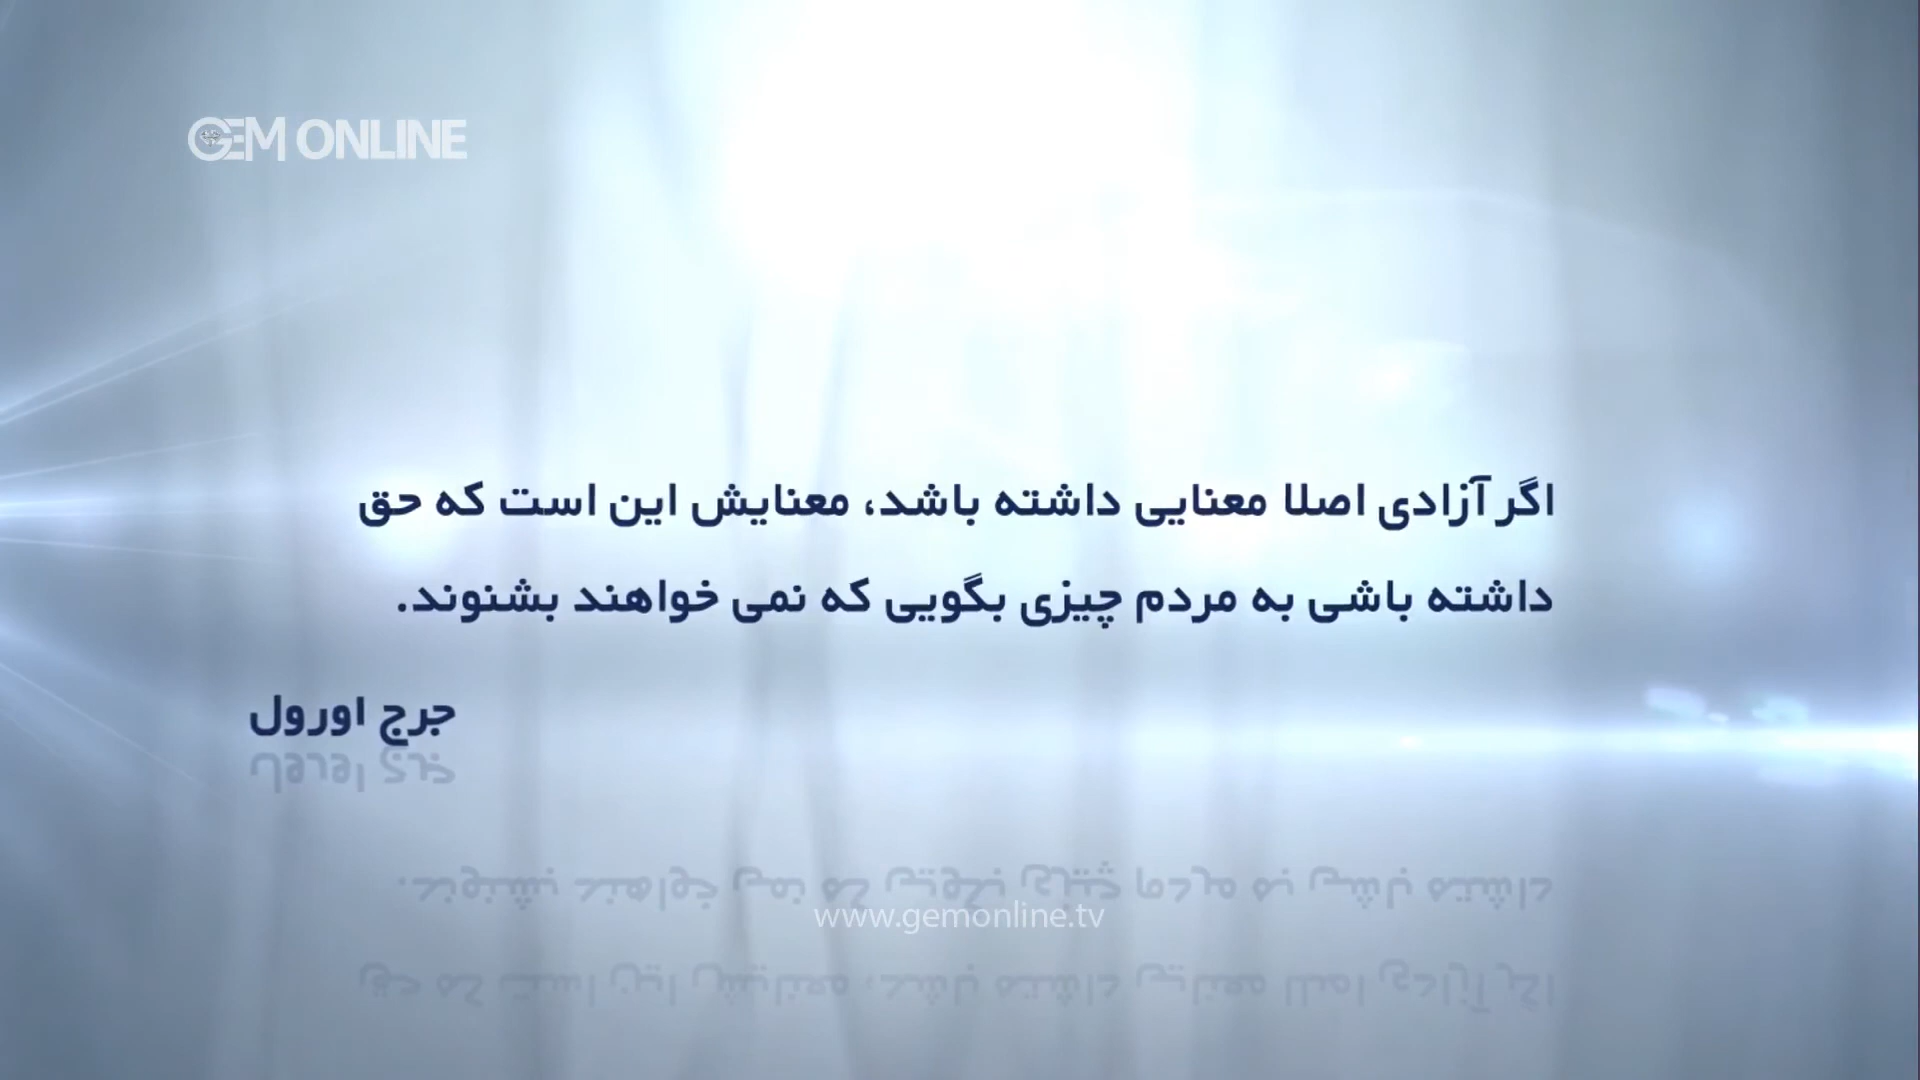 GEM ONLINE
اگر آزادی اصلا معنایی داشته باشد، معنایش این است که حق
داشته باشی به مردم چیزی بگویی که نمی خواهند بشنوند.
جرج اورول
www.gemonline.tv